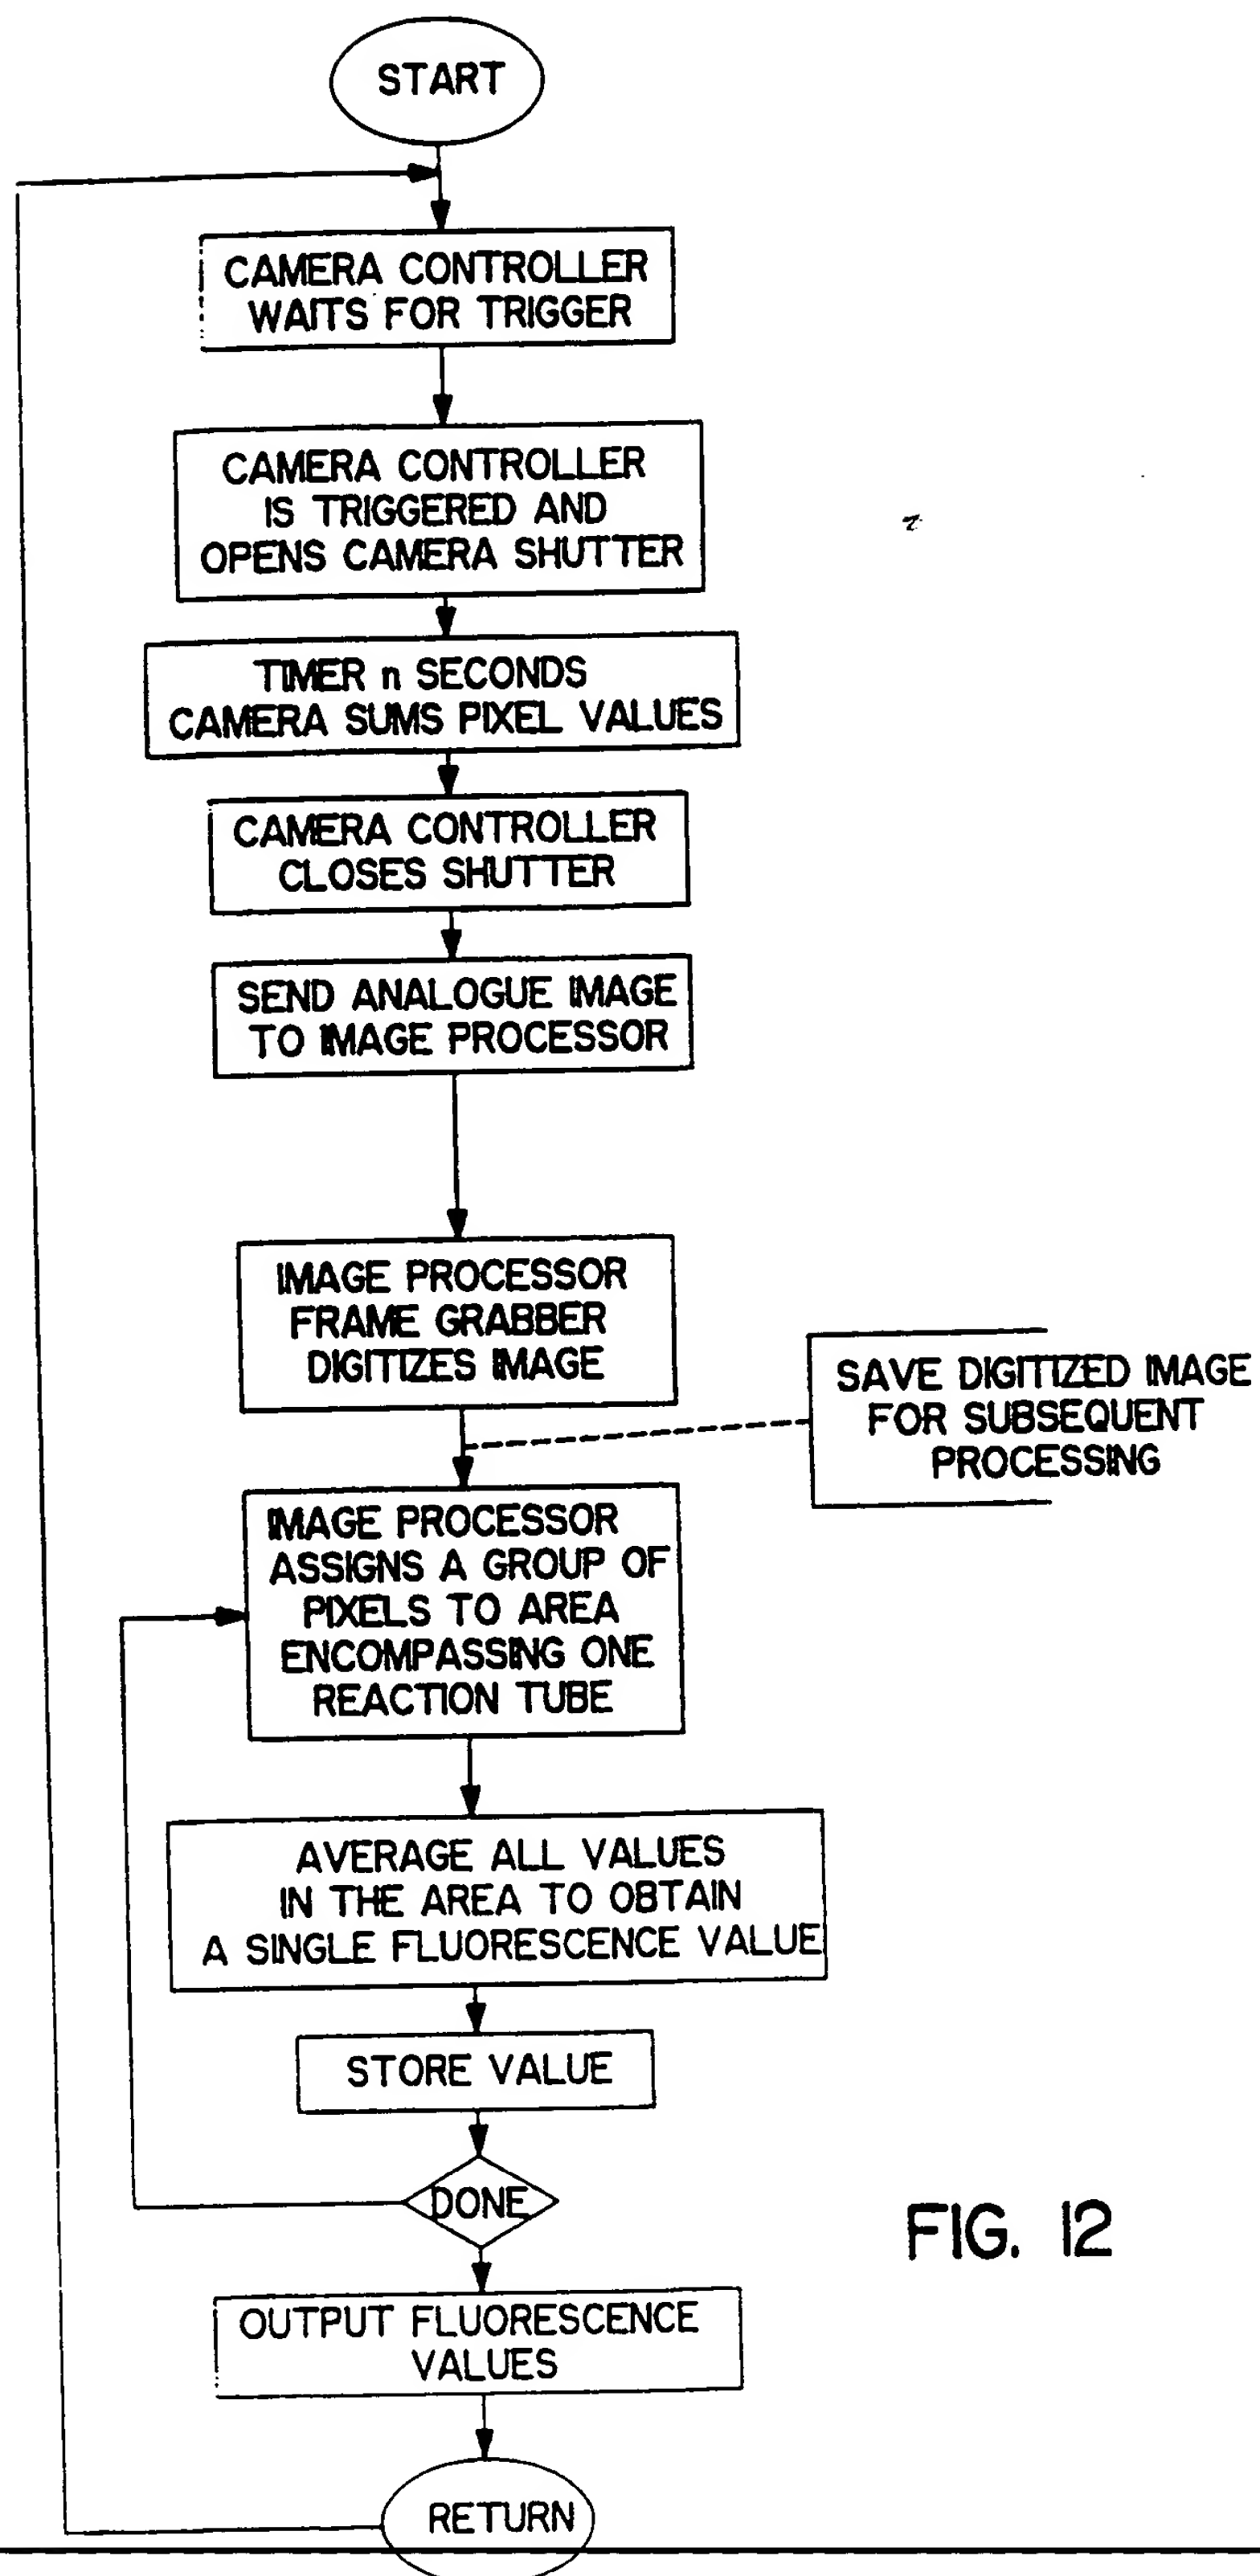 START
CAMERA CONTROLLER
WAITS FOR TRIGGER
CAMERA CONTROLLER
IS TRIGGERED AND
OPENS CAMERA SHUTTER
TIMER n SECONDS
CAMERA SUMS PIXEL VALUES
CAMERA CONTROLLER
CLOSES SHUTTER
SEND ANALOGUE IMAGE
TO IMAGE PROCESSOR
IMAGE PROCESSOR
FRAME GRABBER
DIGITIZES IMAGE
SAVE DIGITIZED IMAGE
FOR SUBSEQUENT
PROCESSING
IMAGE PROCESSOR
ASSIGNS A GROUP OF
PIXELS TO AREA
ENCOMPASSING ONE
REACTION TUBE
AVERAGE ALL VALUES
IN THE AREA TO OBTAIN
A SINGLE FLUORESCENCE VALUE
STORE VALUE
DONE
FIG. 12
OUTPUT FLUORESCENCE
VALUES
RETURN